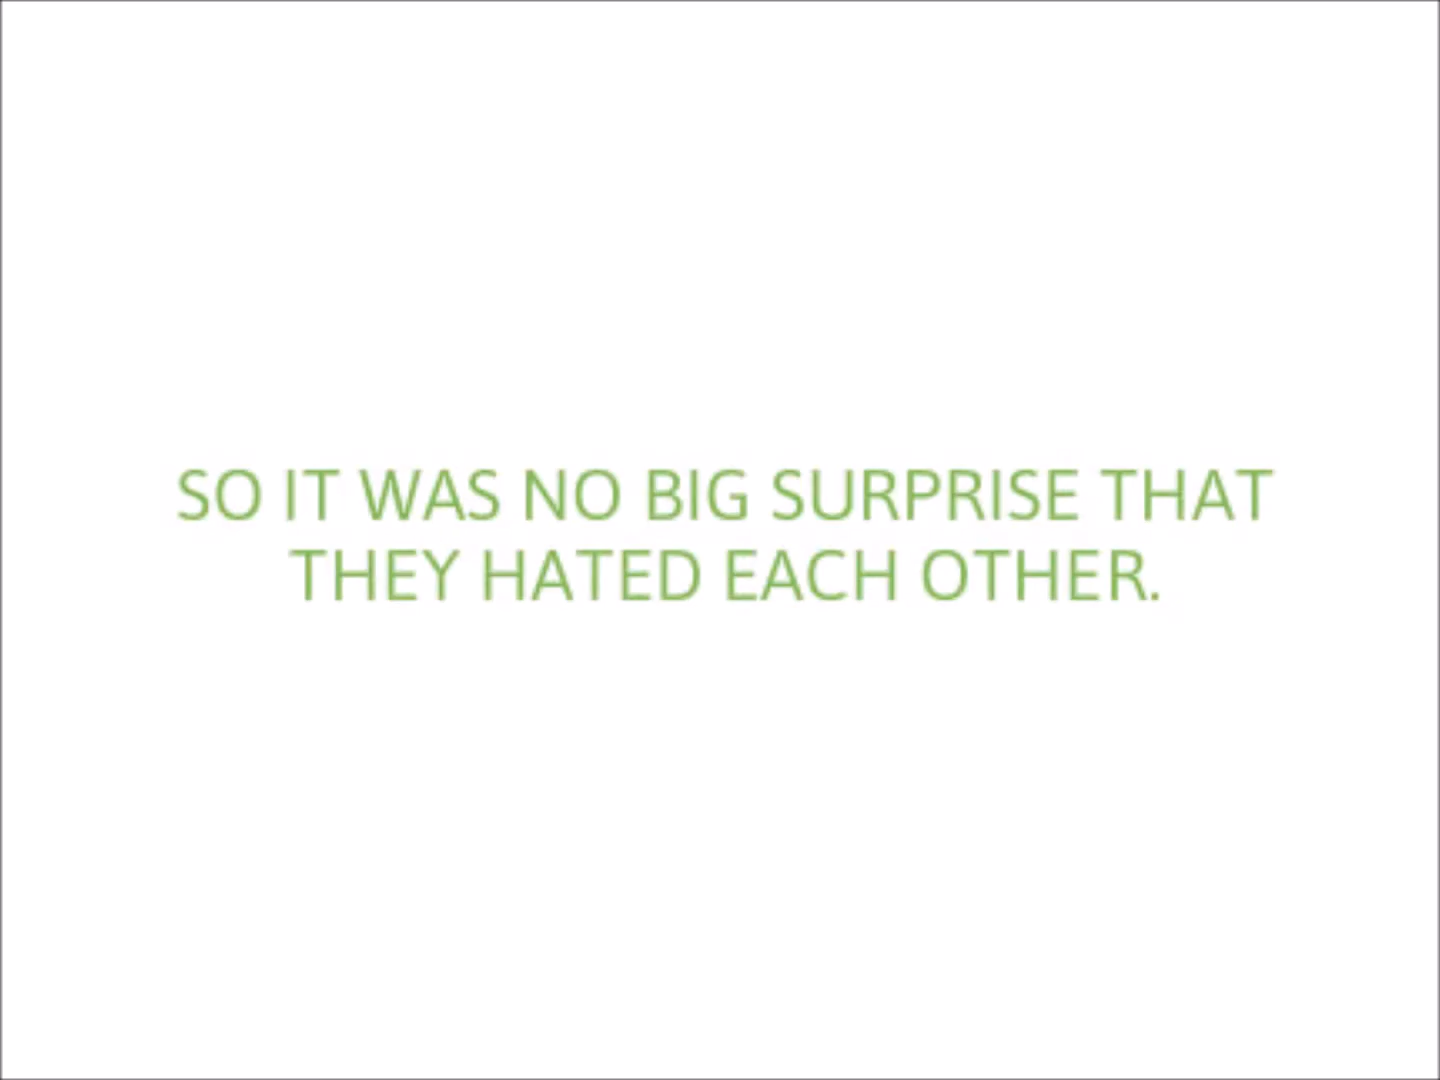 SO IT WAS NO BIG SURPRISE THAT
THEY HATED EACH OTHER.